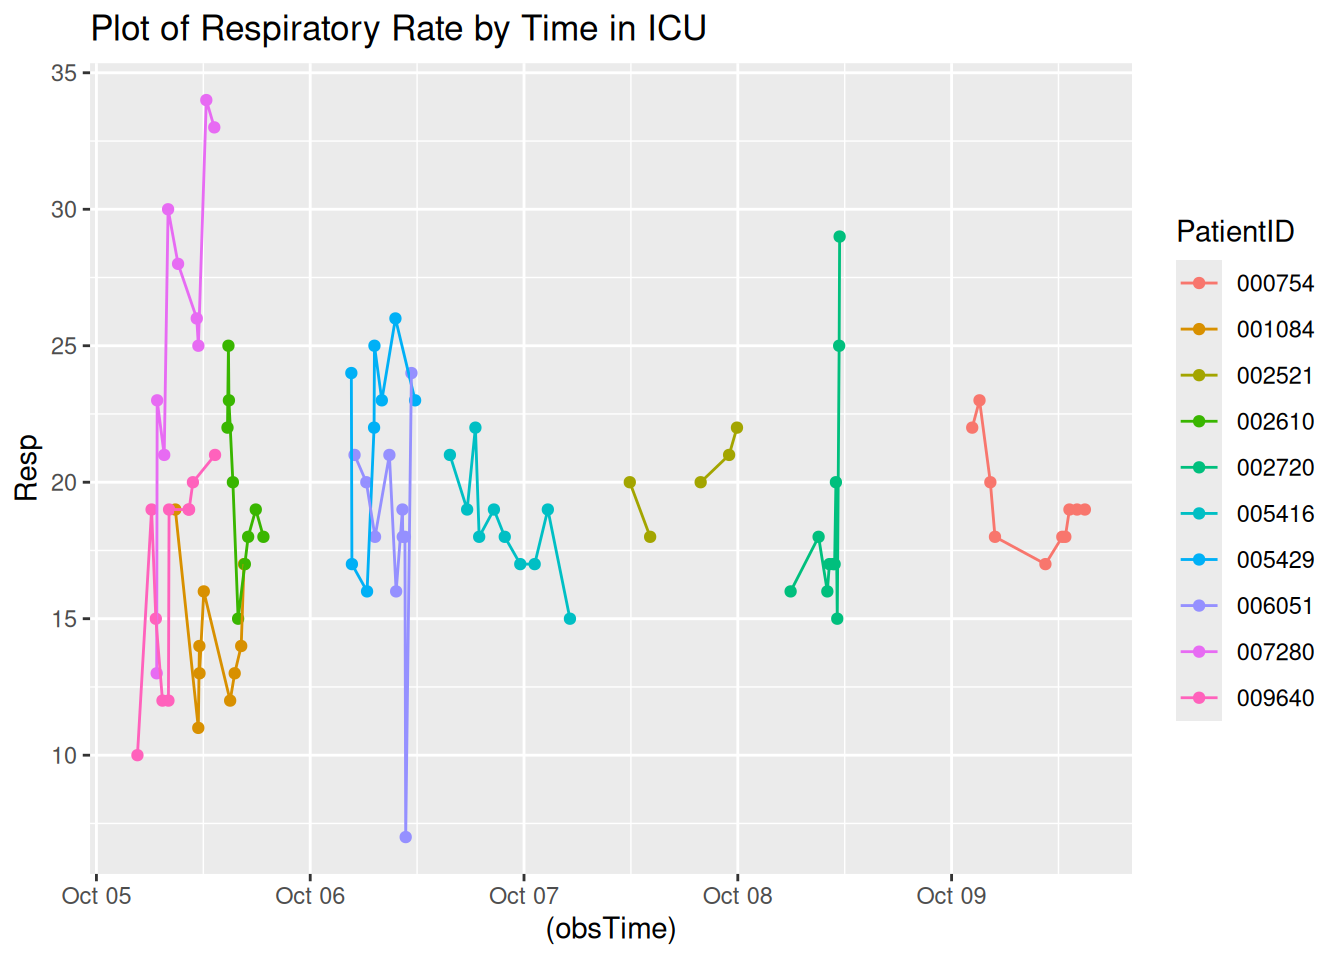 Plot of Respiratory Rate by Time in ICU
35
30
25
20
15
10
Resp
Oct 05
Oct 06
Oct 07
Oct 08
Oct 09
(obsTime)
PatientID
000754
001084
002521
002610
002720
005416
005429
006051
007280
009640